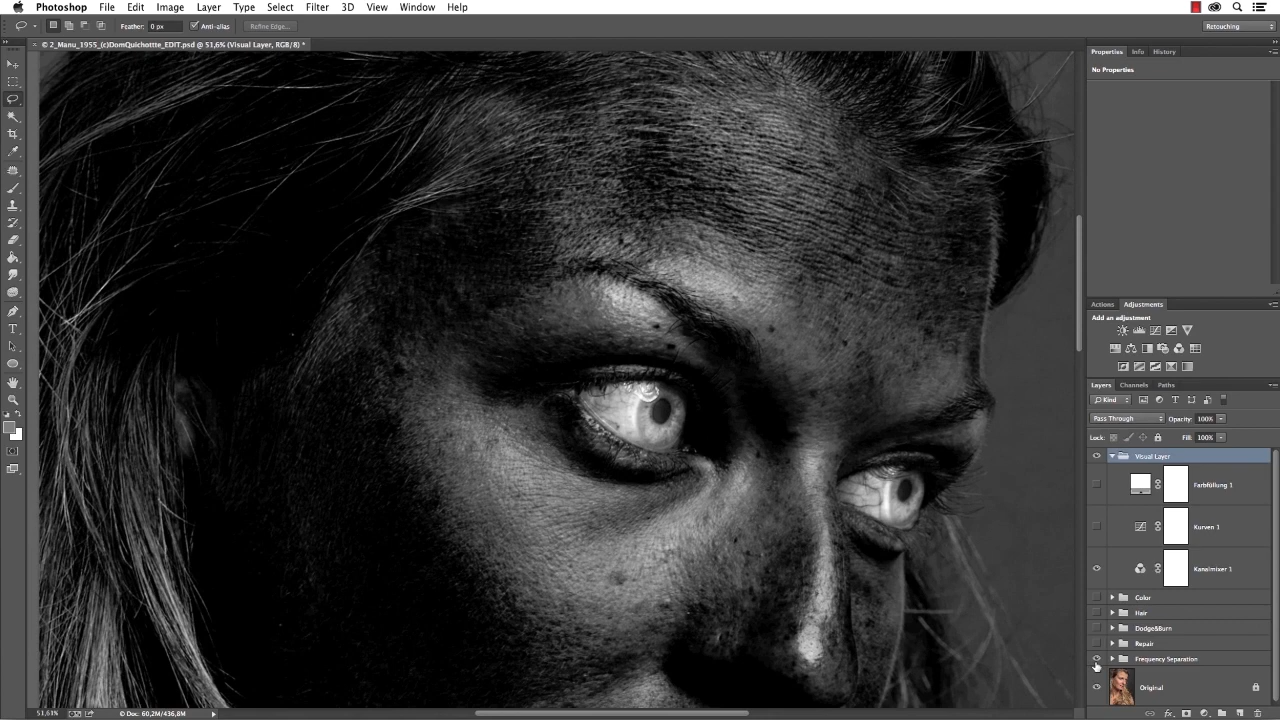 Photoshop File Edit Image Layer Type Select Filter 3D View Window Help
Feather: 0 px Anti-alias Refine Edge... Retouching
© 2_Manu_1955_(c)DomQuichottte_EDIT.psd @ 51,6% (Visual Layer, RGB/8) *
Properties Info History
No Properties
Actions Adjustments
Add an adjustment
Layers Channels Paths
Kind
Pass Through Opacity: 100%
Lock: Fill: 100%
Visual Layer
Farbfüllung 1
Kurven 1
Kanalmixer 1
Color
Hair
Dodge&Burn
Repair
Frequency Separation
Original
51,61% Doc: 60,2M/436,8M